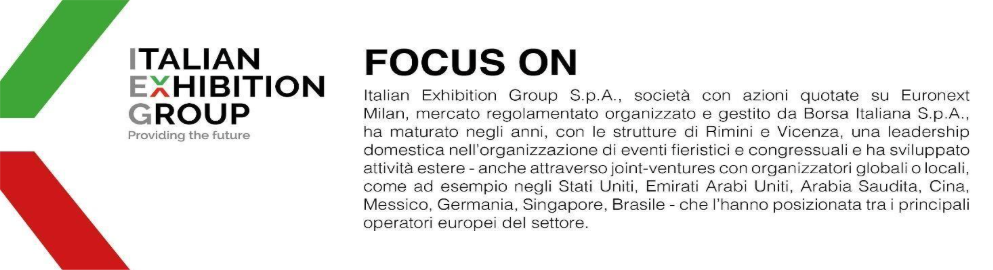 ITALIAN
EXHIBITION
GROUP
Providing the future
FOCUS ON
Italian Exhibition Group S.p.A., società con azioni quotate su Euronext
Milan, mercato regolamentato organizzato e gestito da Borsa Italiana S.p.A.,
ha maturato negli anni, con le strutture di Rimini e Vicenza, una leadership
domestica nell'organizzazione di eventi fieristici e congressuali e ha sviluppato
attività estere - anche attraverso joint-ventures con organizzatori globali o locali,
come ad esempio negli Stati Uniti, Emirati Arabi Uniti, Arabia Saudita, Cina,
Messico, Germania, Singapore, Brasile - che l'hanno posizionata tra i principali
operatori europei del settore.